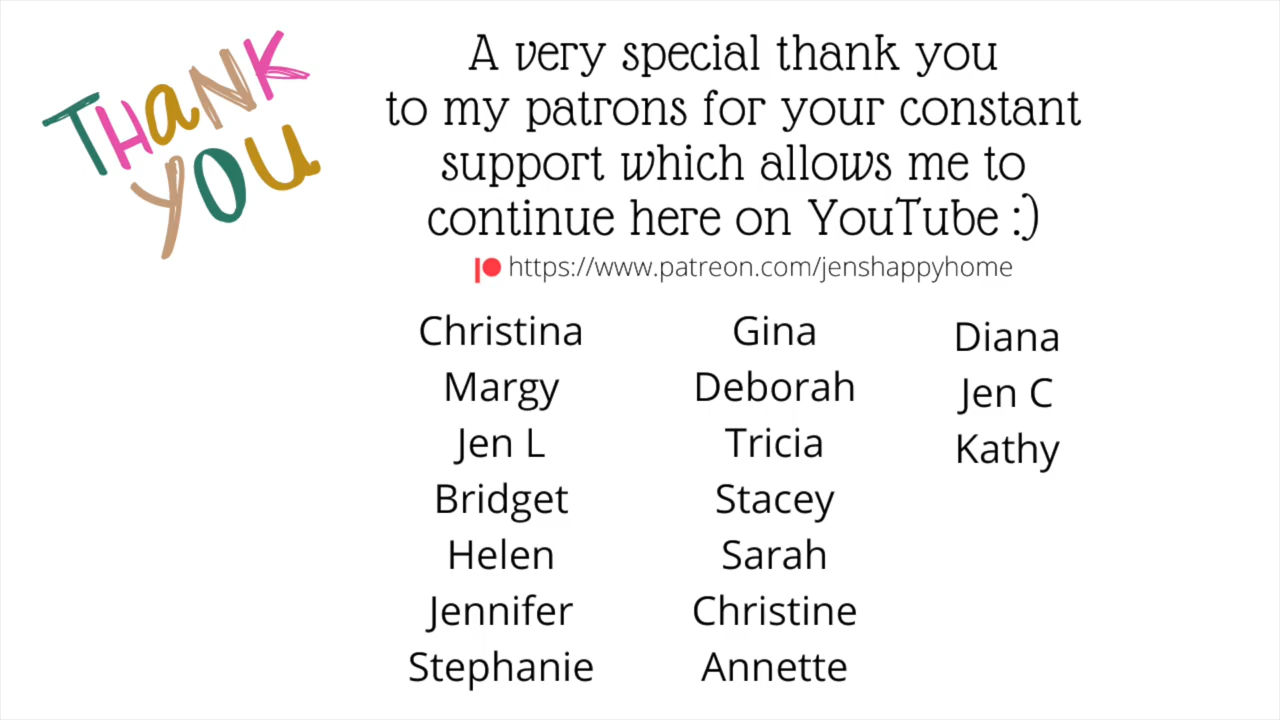 THANK
YOU
A very special thank you
to my patrons for your constant
support which allows me to
continue here on YouTube :)
https://www.patreon.com/jenshappyhome
Christina
Margy
Jen L
Bridget
Helen
Jennifer
Stephanie
Gina
Deborah
Tricia
Stacey
Sarah
Christine
Annette
Diana
Jen C
Kathy